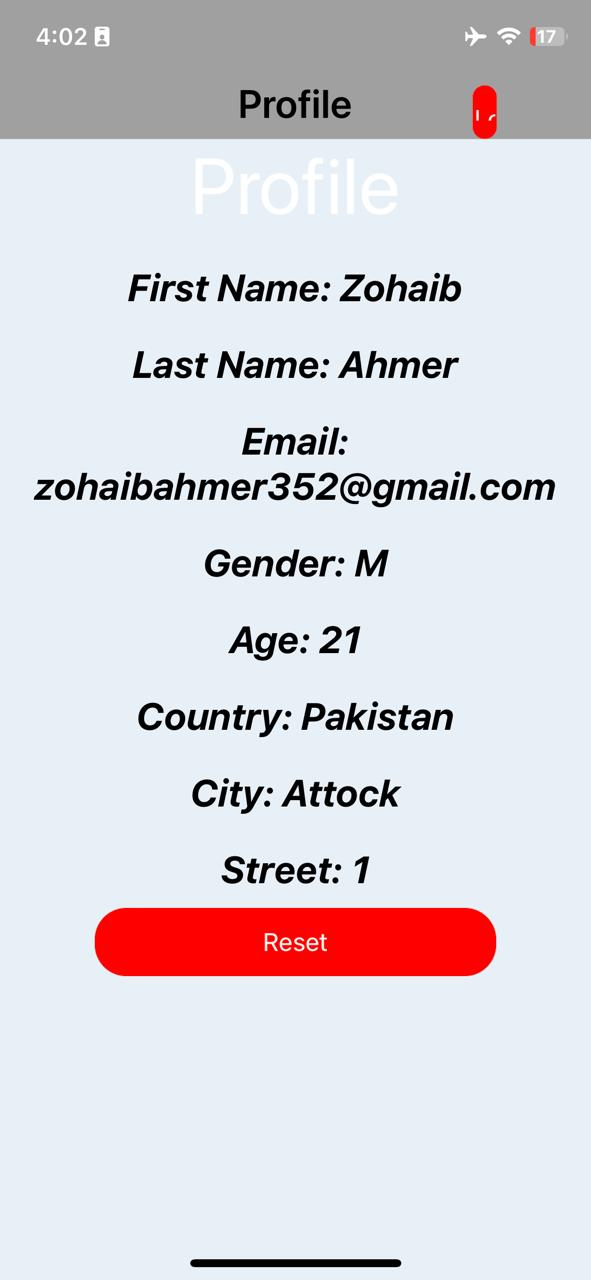 4:02
17
Profile
Profile
First Name: Zohaib
Last Name: Ahmer
Email:
zohaibahmer352@gmail.com
Gender: M
Age: 21
Country: Pakistan
City: Attock
Street: 1
Reset